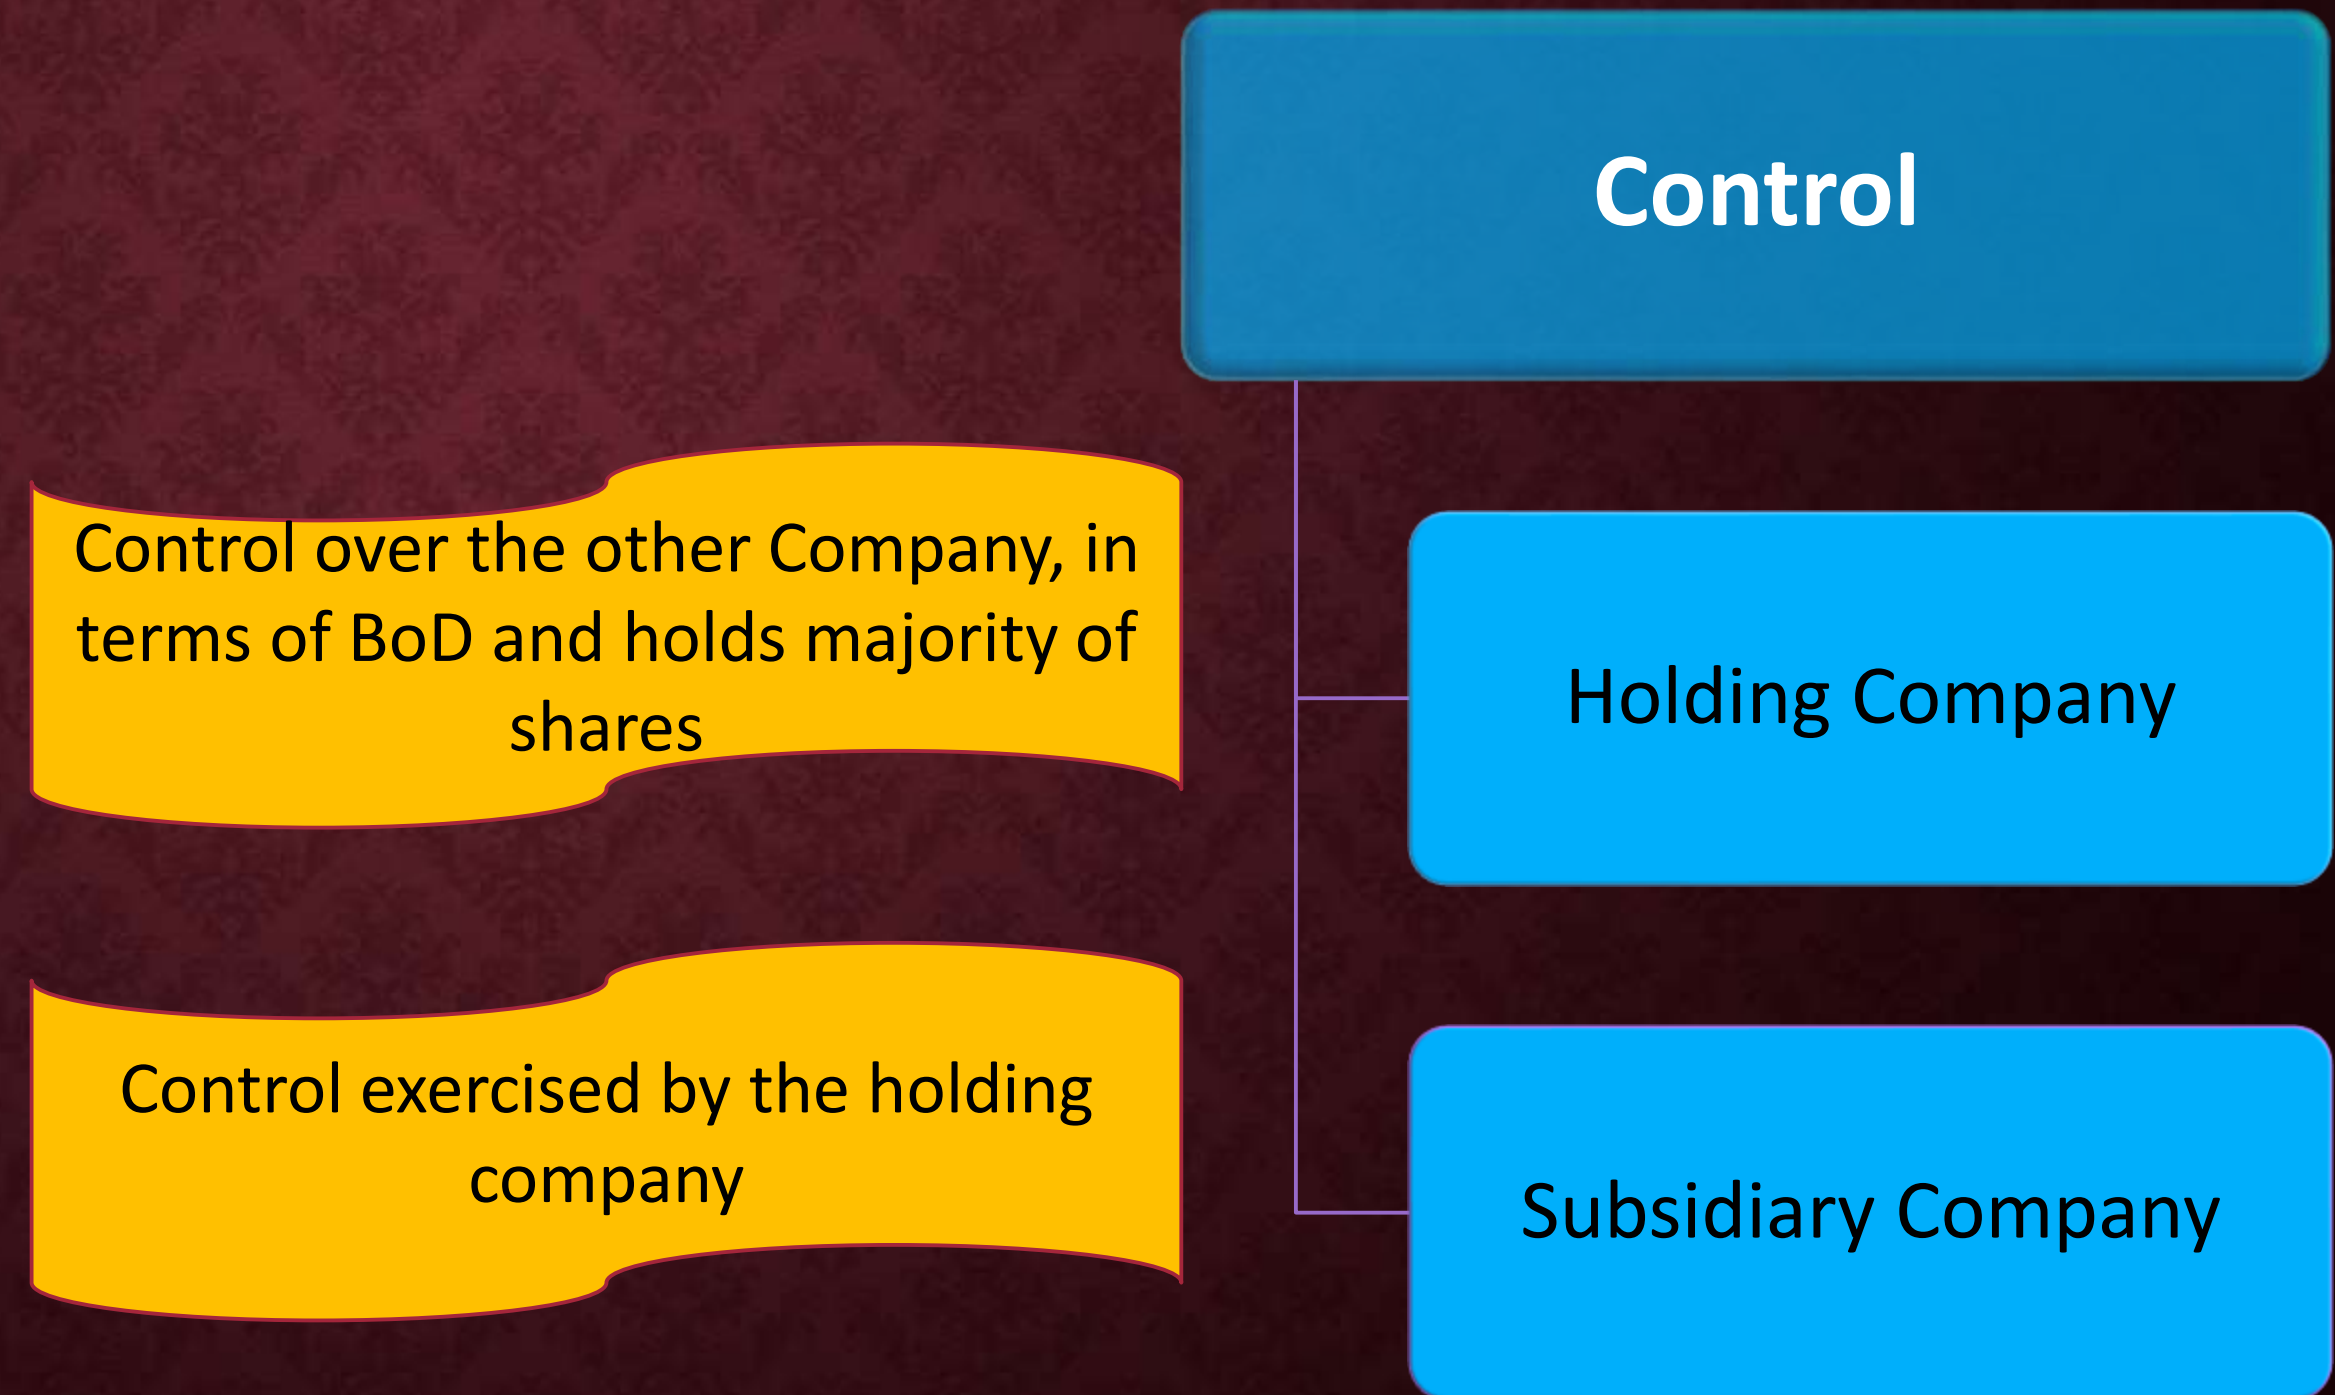 Control
Control over the other Company, in
terms of BoD and holds majority of
shares
Holding Company
Control exercised by the holding
company
Subsidiary Company